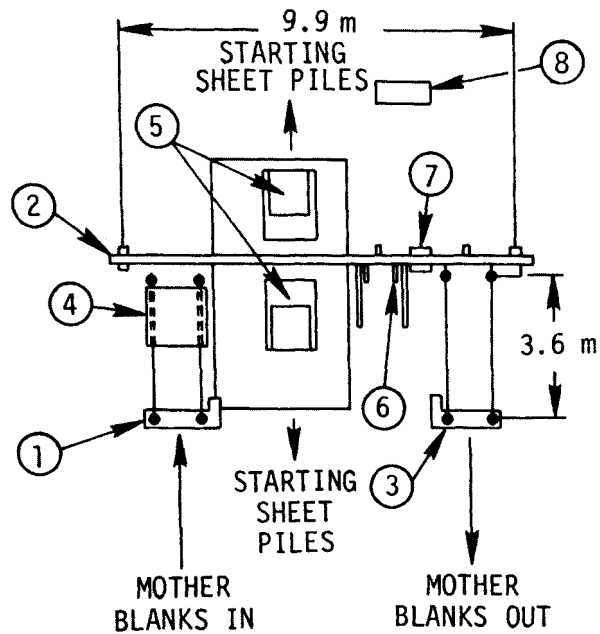 9.9 m
STARTING
SHEET PILES
8
5
7
2
4
3.6 m
6
1
3
STARTING
SHEET
PILES
MOTHER
BLANKS IN
MOTHER
BLANKS OUT